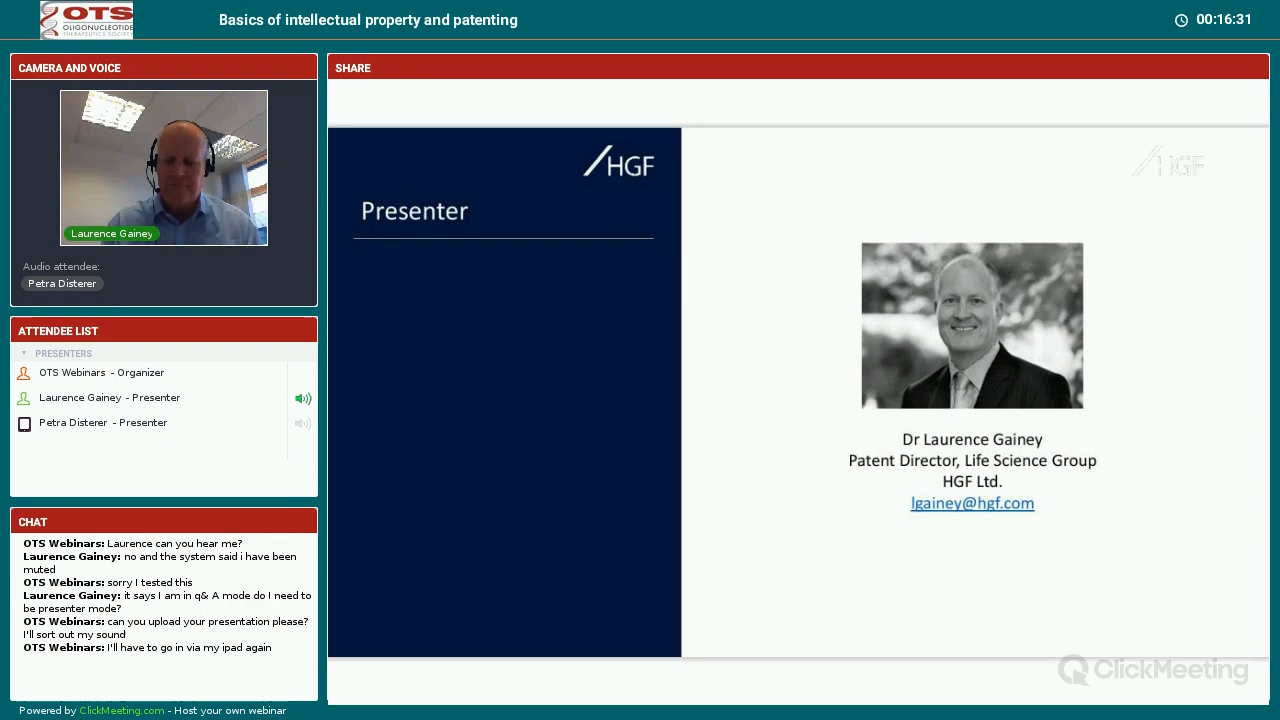 OTS
OLIGONUCLEOTIDE
THERAPEUTICS SOCIETY
Basics of intellectual property and patenting
00:16:31
CAMERA AND VOICE
Laurence Gainey
Audio attendee:
Petra Disterer
ATTENDEE LIST
PRESENTERS
OTS Webinars - Organizer
Laurence Gainey - Presenter
Petra Disterer - Presenter
CHAT
OTS Webinars: Laurence can you hear me?
Laurence Gainey: no and the system said i have been
muted
OTS Webinars: sorry I tested this
Laurence Gainey: it says I am in q& A mode do I need to
be presenter mode?
OTS Webinars: can you upload your presentation please?
I'll sort out my sound
OTS Webinars: I'll have to go in via my ipad again
Powered by ClickMeeting.com - Host your own webinar
SHARE
HGF
Presenter
HGF
Dr Laurence Gainey
Patent Director, Life Science Group
HGF Ltd.
lgainey@hgf.com
ClickMeeting